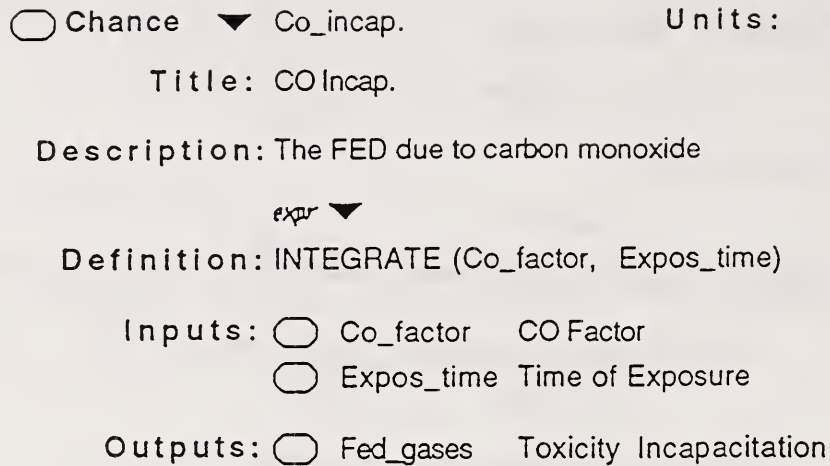 Chance Co_incap. Units:
Title: CO Incap.
Description: The FED due to carbon monoxide
expr
Definition: INTEGRATE (Co_factor, Expos_time)
Inputs: Co_factor CO Factor
Expos_time Time of Exposure
Outputs: Fed_gases Toxicity Incapacitation